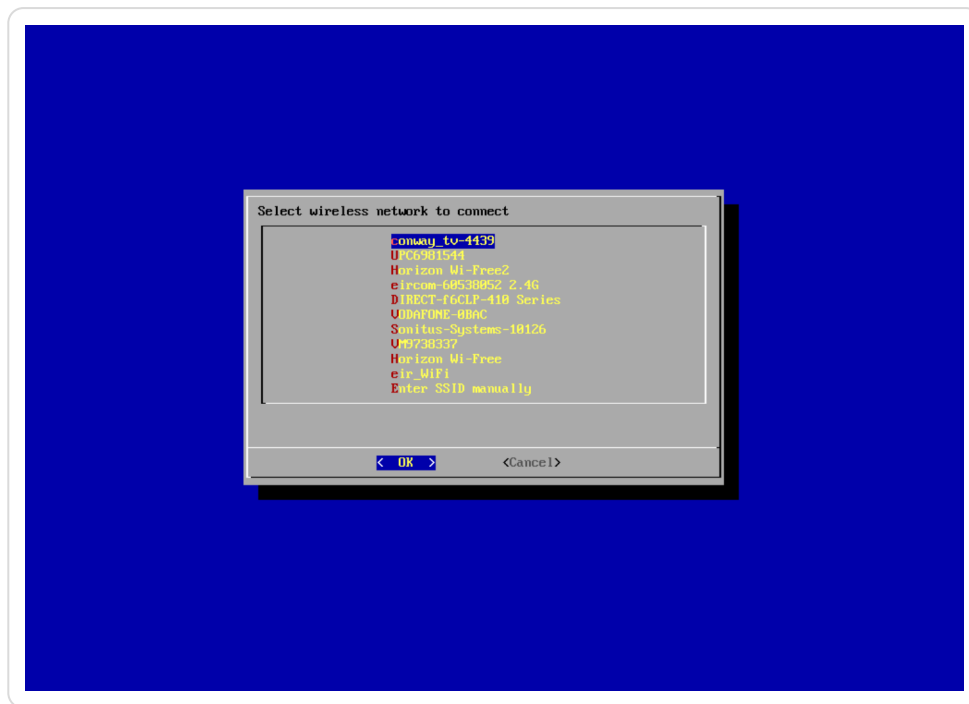 Select wireless network to connect
conway_tv-4439
UPC6981544
Horizon Wi-Free2
eircom-60538052 2.4G
DIRECT-f6CLP-410 Series
VODAFONE-0BAC
Sonitus-Systems-10126
VM9738337
Horizon Wi-Free
eir_WiFi
Enter SSID manually
< OK > <Cancel>